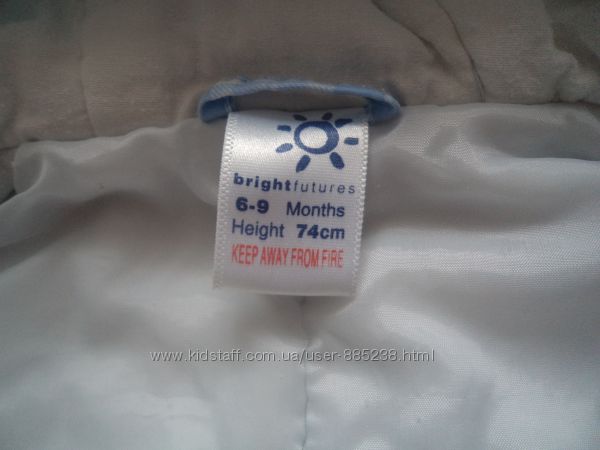 brightfutures
6-9 Months
Height 74cm
KEEP AWAY FROM FIRE
www.kidstaff.com.ua/user-885238.html